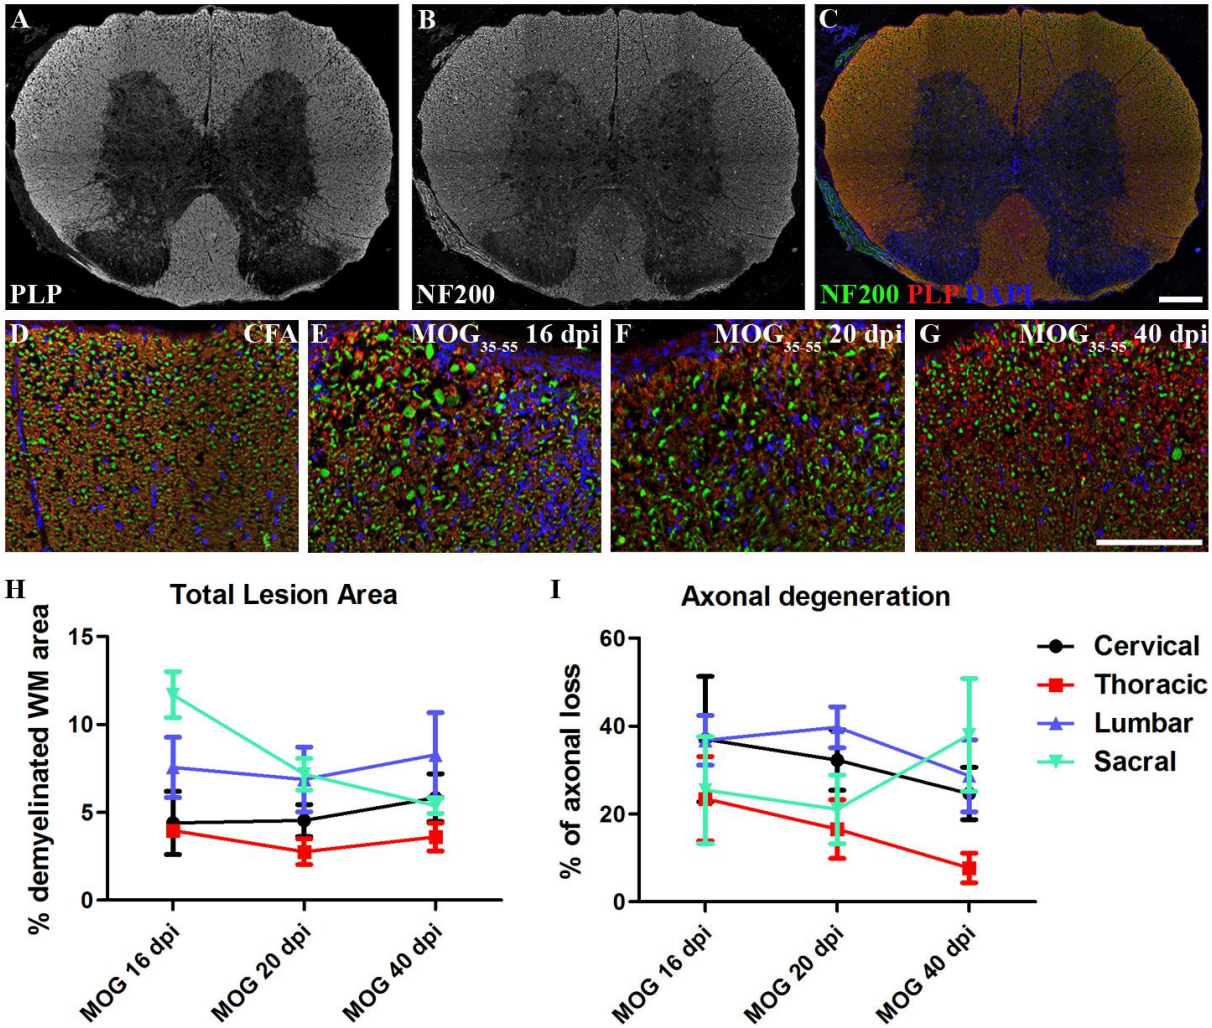 A
B
C
PLP
NF200
NF200 PLP DAPI
D
CFA
E
MOG35-55 16 dpi
F
MOG35-55 20 dpi
G
MOG35-55 40 dpi
H
Total Lesion Area
% demyelinated WM area
15
10
5
0
MOG 16 dpi
MOG 20 dpi
MOG 40 dpi
I
Axonal degeneration
% of axonal loss
60
40
20
0
MOG 16 dpi
MOG 20 dpi
MOG 40 dpi
Cervical
Thoracic
Lumbar
Sacral